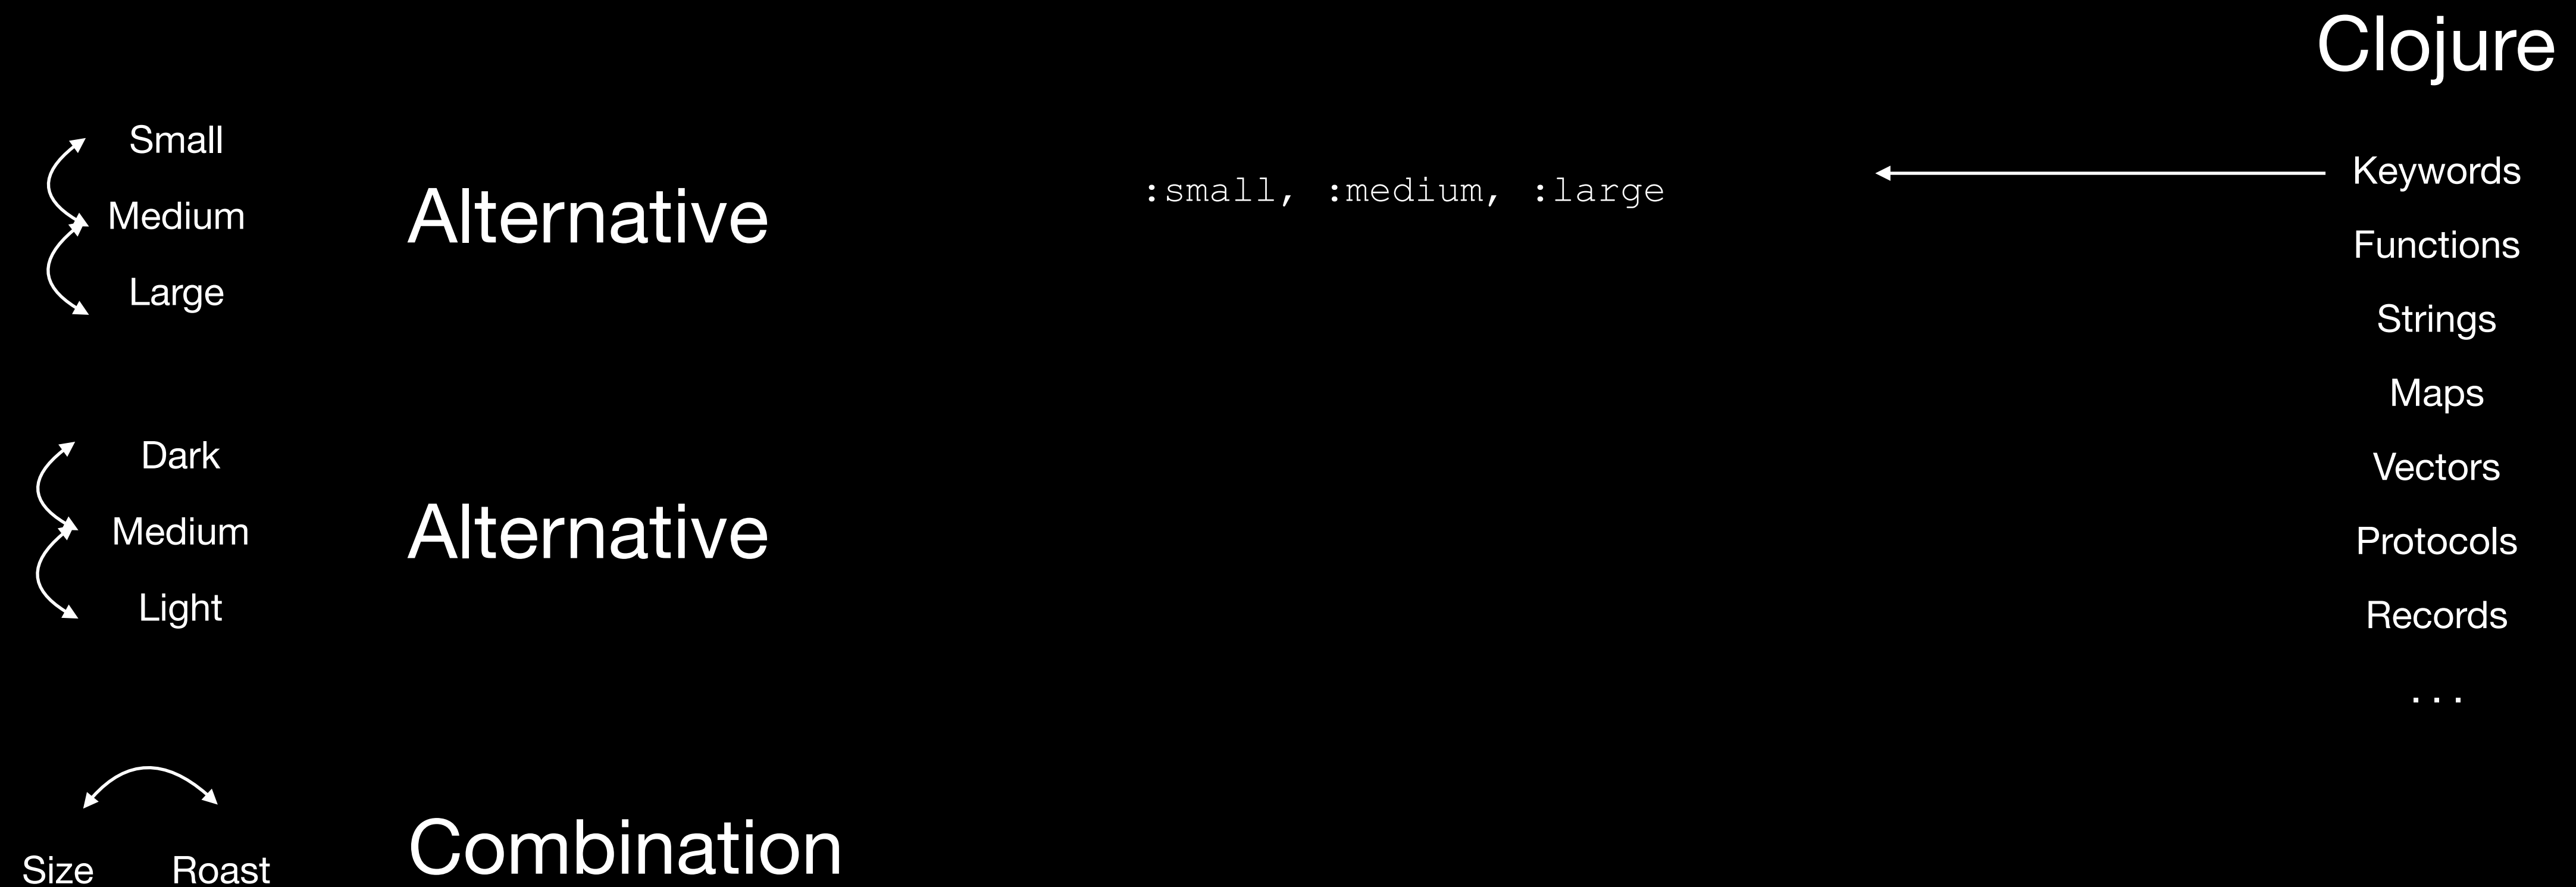 Clojure
Small
Medium
Large
Alternative
:small, :medium, :large
Keywords
Functions
Strings
Maps
Vectors
Protocols
Records
...
Dark
Medium
Light
Alternative
Size Roast
Combination